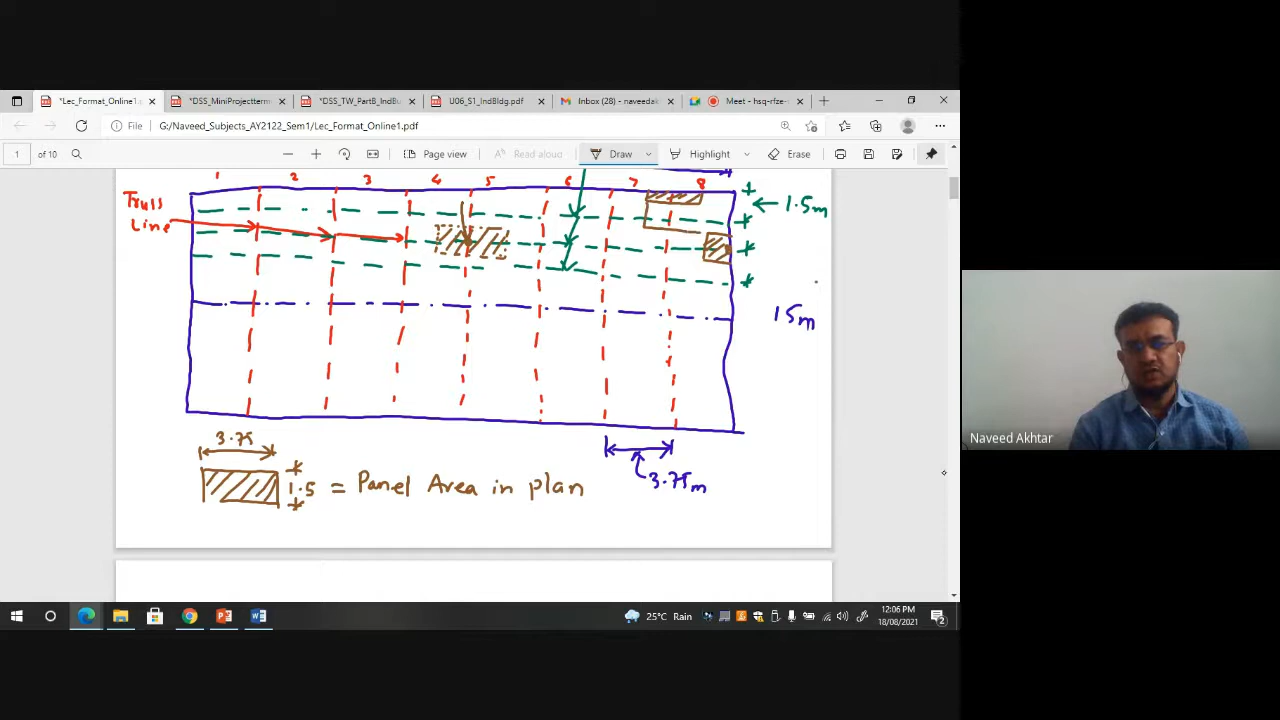 *Lec_Format_Online1.p
*DSS_MiniProjectterm
*DSS_TW_PartB_IndBu
U06_S1_IndBldg.pdf
Inbox (28) - naveedak
Meet - hsq-rfze-
File
G:/Naveed_Subjects_AY2122_Sem1/Lec_Format_Online1.pdf
1 of 10
Page view
Read aloud
Draw
Highlight
Erase
1 2 3 4 5 6 7 8
Truss
Line
1.5m
15m
3.75
1.5 = Panel Area in plan
3.75m
Naveed Akhtar
25°C Rain
12:06 PM
18/08/2021
2